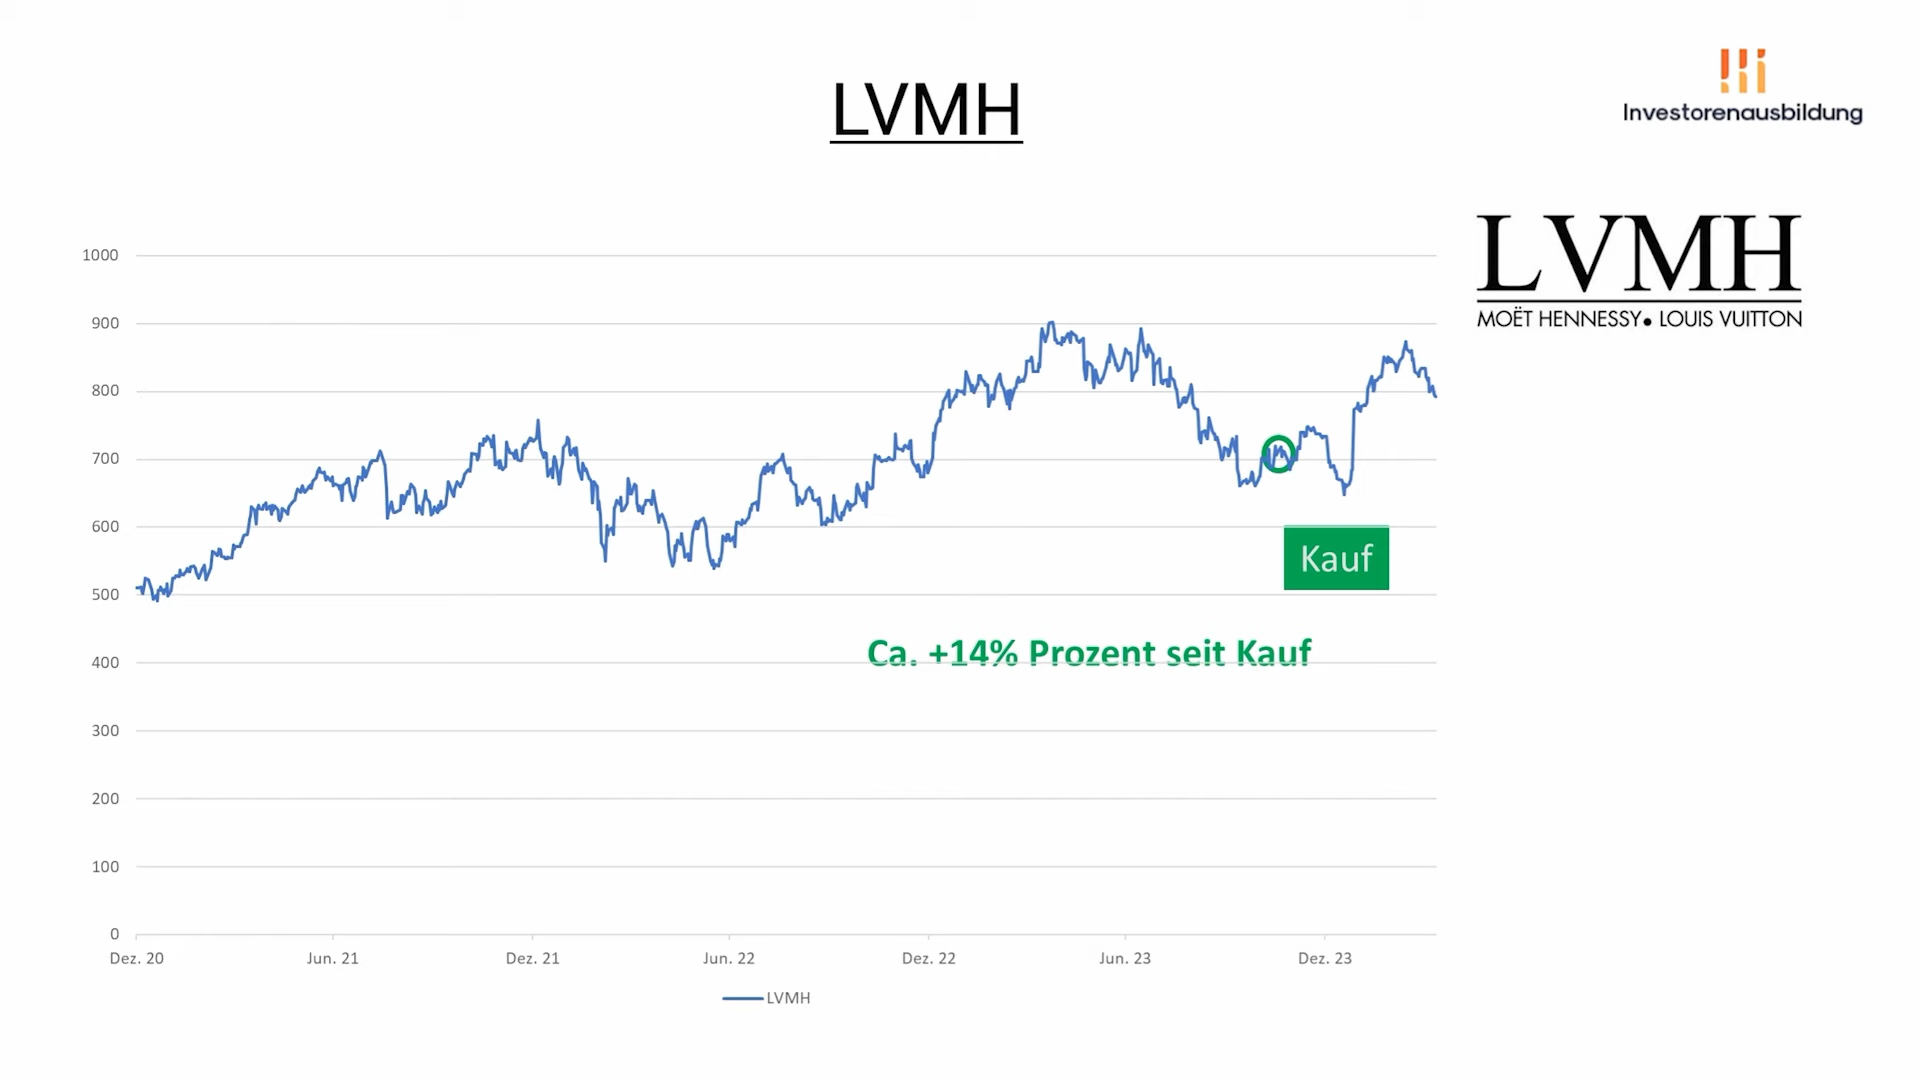 LVMH
Investorenausbildung
LVMH
MOËT HENNESSY• LOUIS VUITTON
1000
900
800
700
600
500
400
300
200
100
0
Kauf
Ca. +14% Prozent seit Kauf
Dez. 20 Jun. 21 Dez. 21 Jun. 22 Dez. 22 Jun. 23 Dez. 23
LVMH